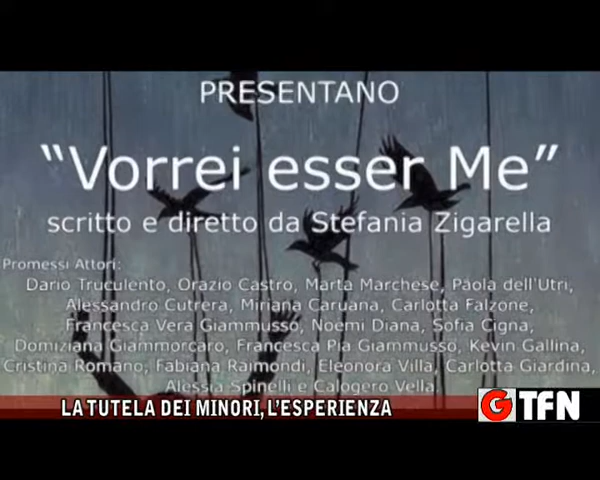 PRESENTANO
“Vorrei esser Me”
scritto e diretto da Stefania Zigarella
Promessi Attori:
Dario Truculento, Orazio Castro, Marta Marchese, Paola dell'Utri,
Alessandro Cutrera, Miriana Caruana, Carlotta Falzone,
Francesca Vera Giammusso, Noemi Diana, Sofia Cigna,
Domiziana Giammorcaro, Francesca Pia Giammusso, Kevin Gallina,
Cristina Romano, Fabiana Raimondi, Eleonora Villa, Carlotta Giardina,
Alessia Spinelli e Calogero Vella.
LA TUTELA DEI MINORI, L'ESPERIENZA
G TFN